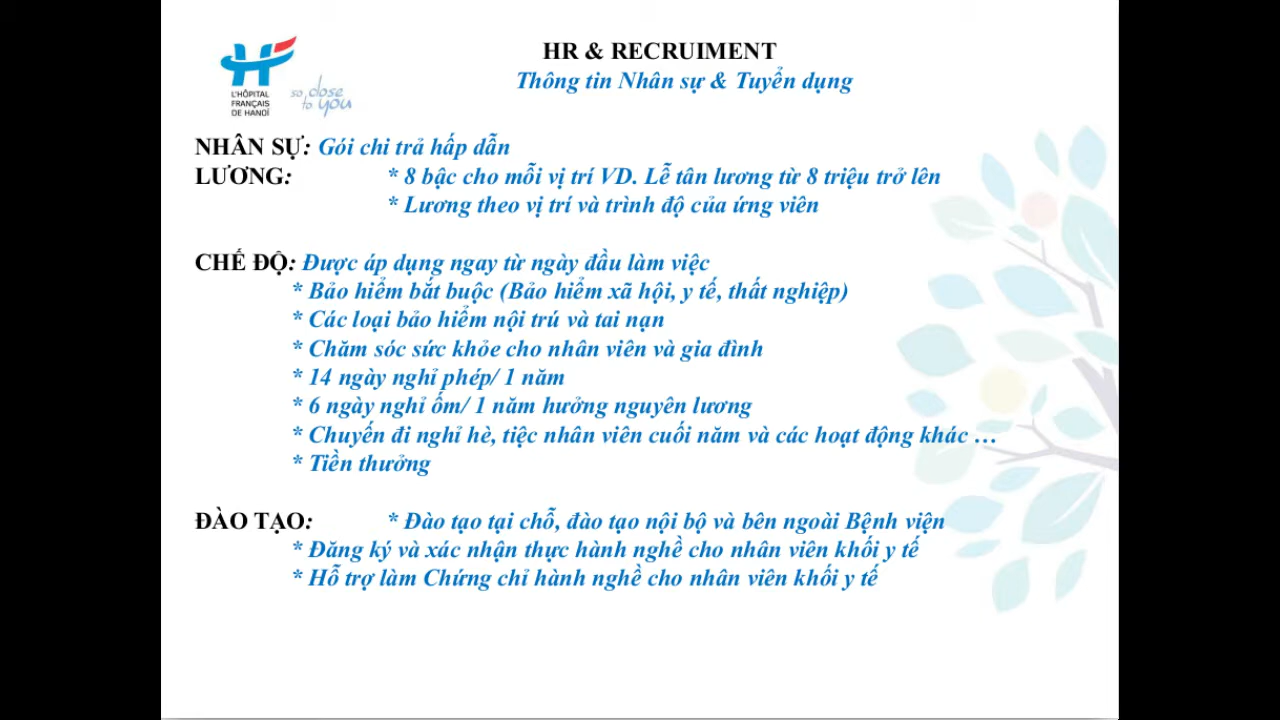 HR & RECRUIMENT
Thông tin Nhân sự & Tuyển dụng
L'HÔPITAL
FRANÇAIS
DE HANOÏ
so close
to you
NHÂN SỰ: Gói chi trả hấp dẫn
LƯƠNG: * 8 bậc cho mỗi vị trí VD. Lễ tân lương từ 8 triệu trở lên
* Lương theo vị trí và trình độ của ứng viên
CHẾ ĐỘ: Được áp dụng ngay từ ngày đầu làm việc
* Bảo hiểm bắt buộc (Bảo hiểm xã hội, y tế, thất nghiệp)
* Các loại bảo hiểm nội trú và tai nạn
* Chăm sóc sức khỏe cho nhân viên và gia đình
* 14 ngày nghỉ phép/ 1 năm
* 6 ngày nghỉ ốm/ 1 năm hưởng nguyên lương
* Chuyến đi nghỉ hè, tiệc nhân viên cuối năm và các hoạt động khác …
* Tiền thưởng
ĐÀO TẠO: * Đào tạo tại chỗ, đào tạo nội bộ và bên ngoài Bệnh viện
* Đăng ký và xác nhận thực hành nghề cho nhân viên khối y tế
* Hỗ trợ làm Chứng chỉ hành nghề cho nhân viên khối y tế